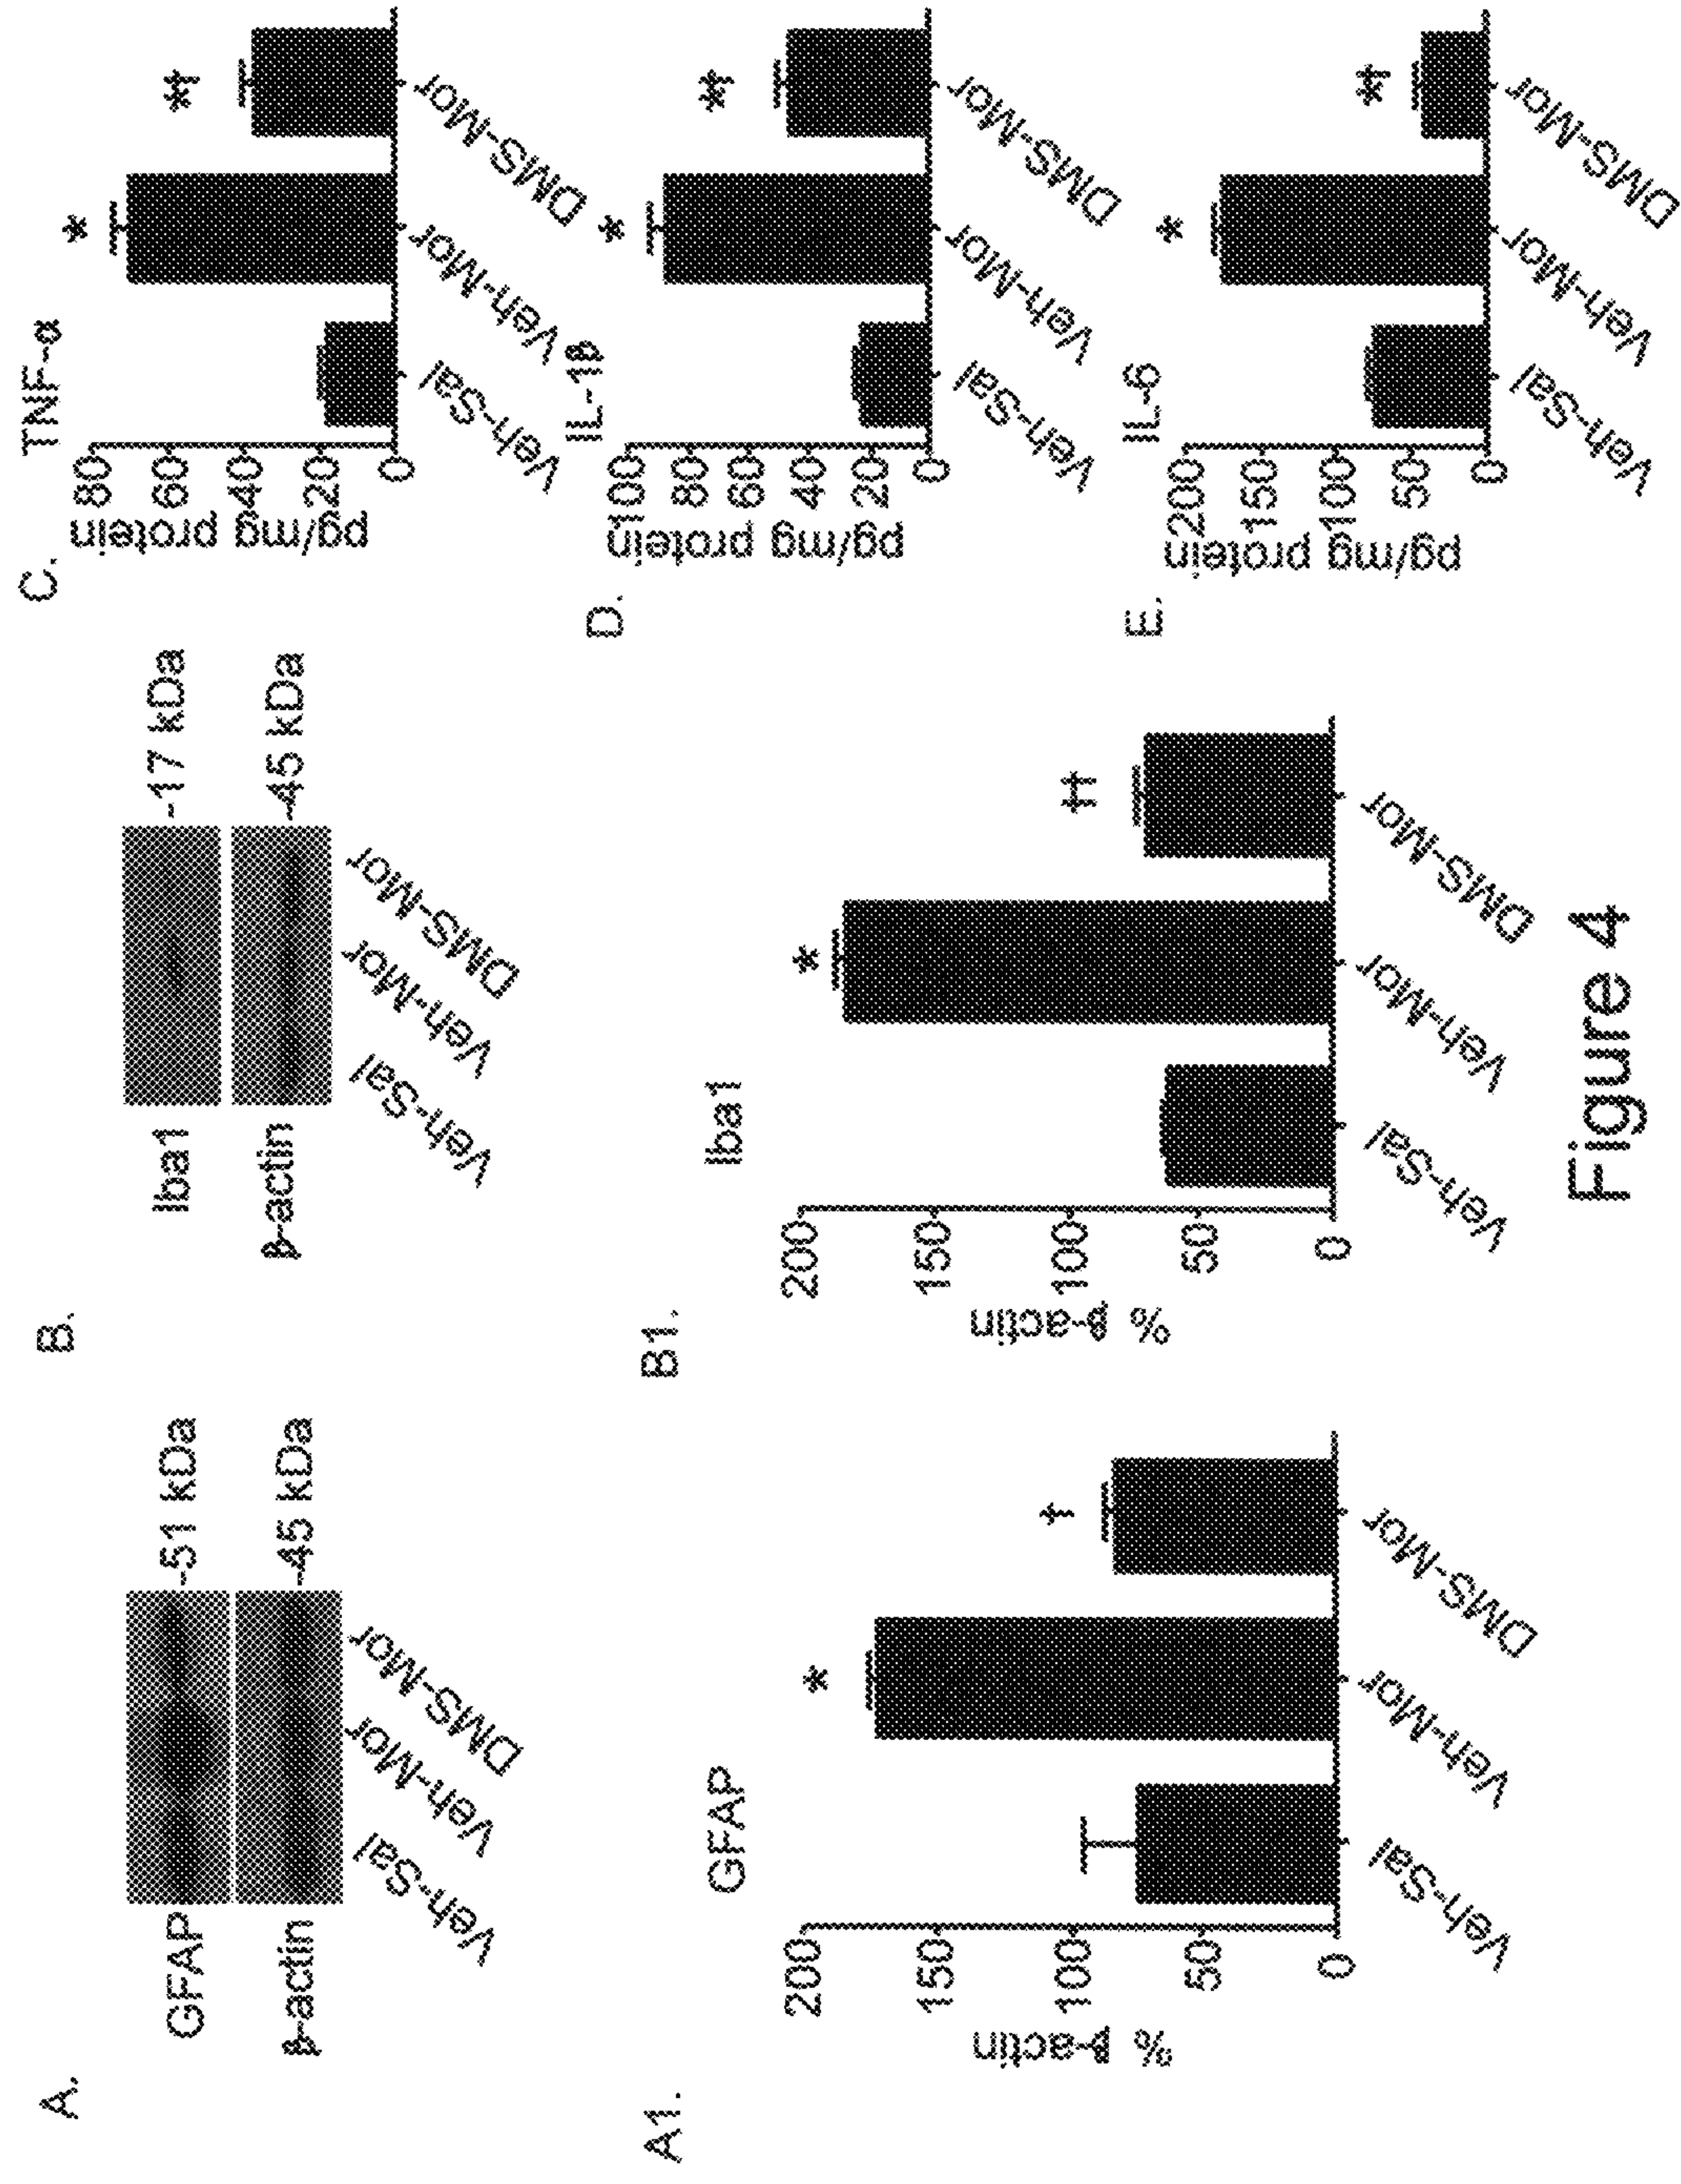 A.
GFAP
-51 kDa
β-actin
-45 kDa
Veh-Sal
Veh-Mor
DMS-Mor
B.
Iba1
-17 kDa
β-actin
-45 kDa
Veh-Sal
Veh-Mor
DMS-Mor
A1.
GFAP
% β-actin
200
150
100
50
0
*
†
Veh-Sal
Veh-Mor
DMS-Mor
B1.
Iba1
% β-actin
200
150
100
50
0
*
††
Veh-Sal
Veh-Mor
DMS-Mor
C.
TNF-α
pg/mg protein
80
60
40
20
0
*
*†
Veh-Sal
Veh-Mor
DMS-Mor
D.
IL-1β
pg/mg protein
100
80
60
40
20
0
*
*†
Veh-Sal
Veh-Mor
DMS-Mor
E.
IL-6
pg/mg protein
200
150
100
50
0
*
*†
Veh-Sal
Veh-Mor
DMS-Mor
Figure 4